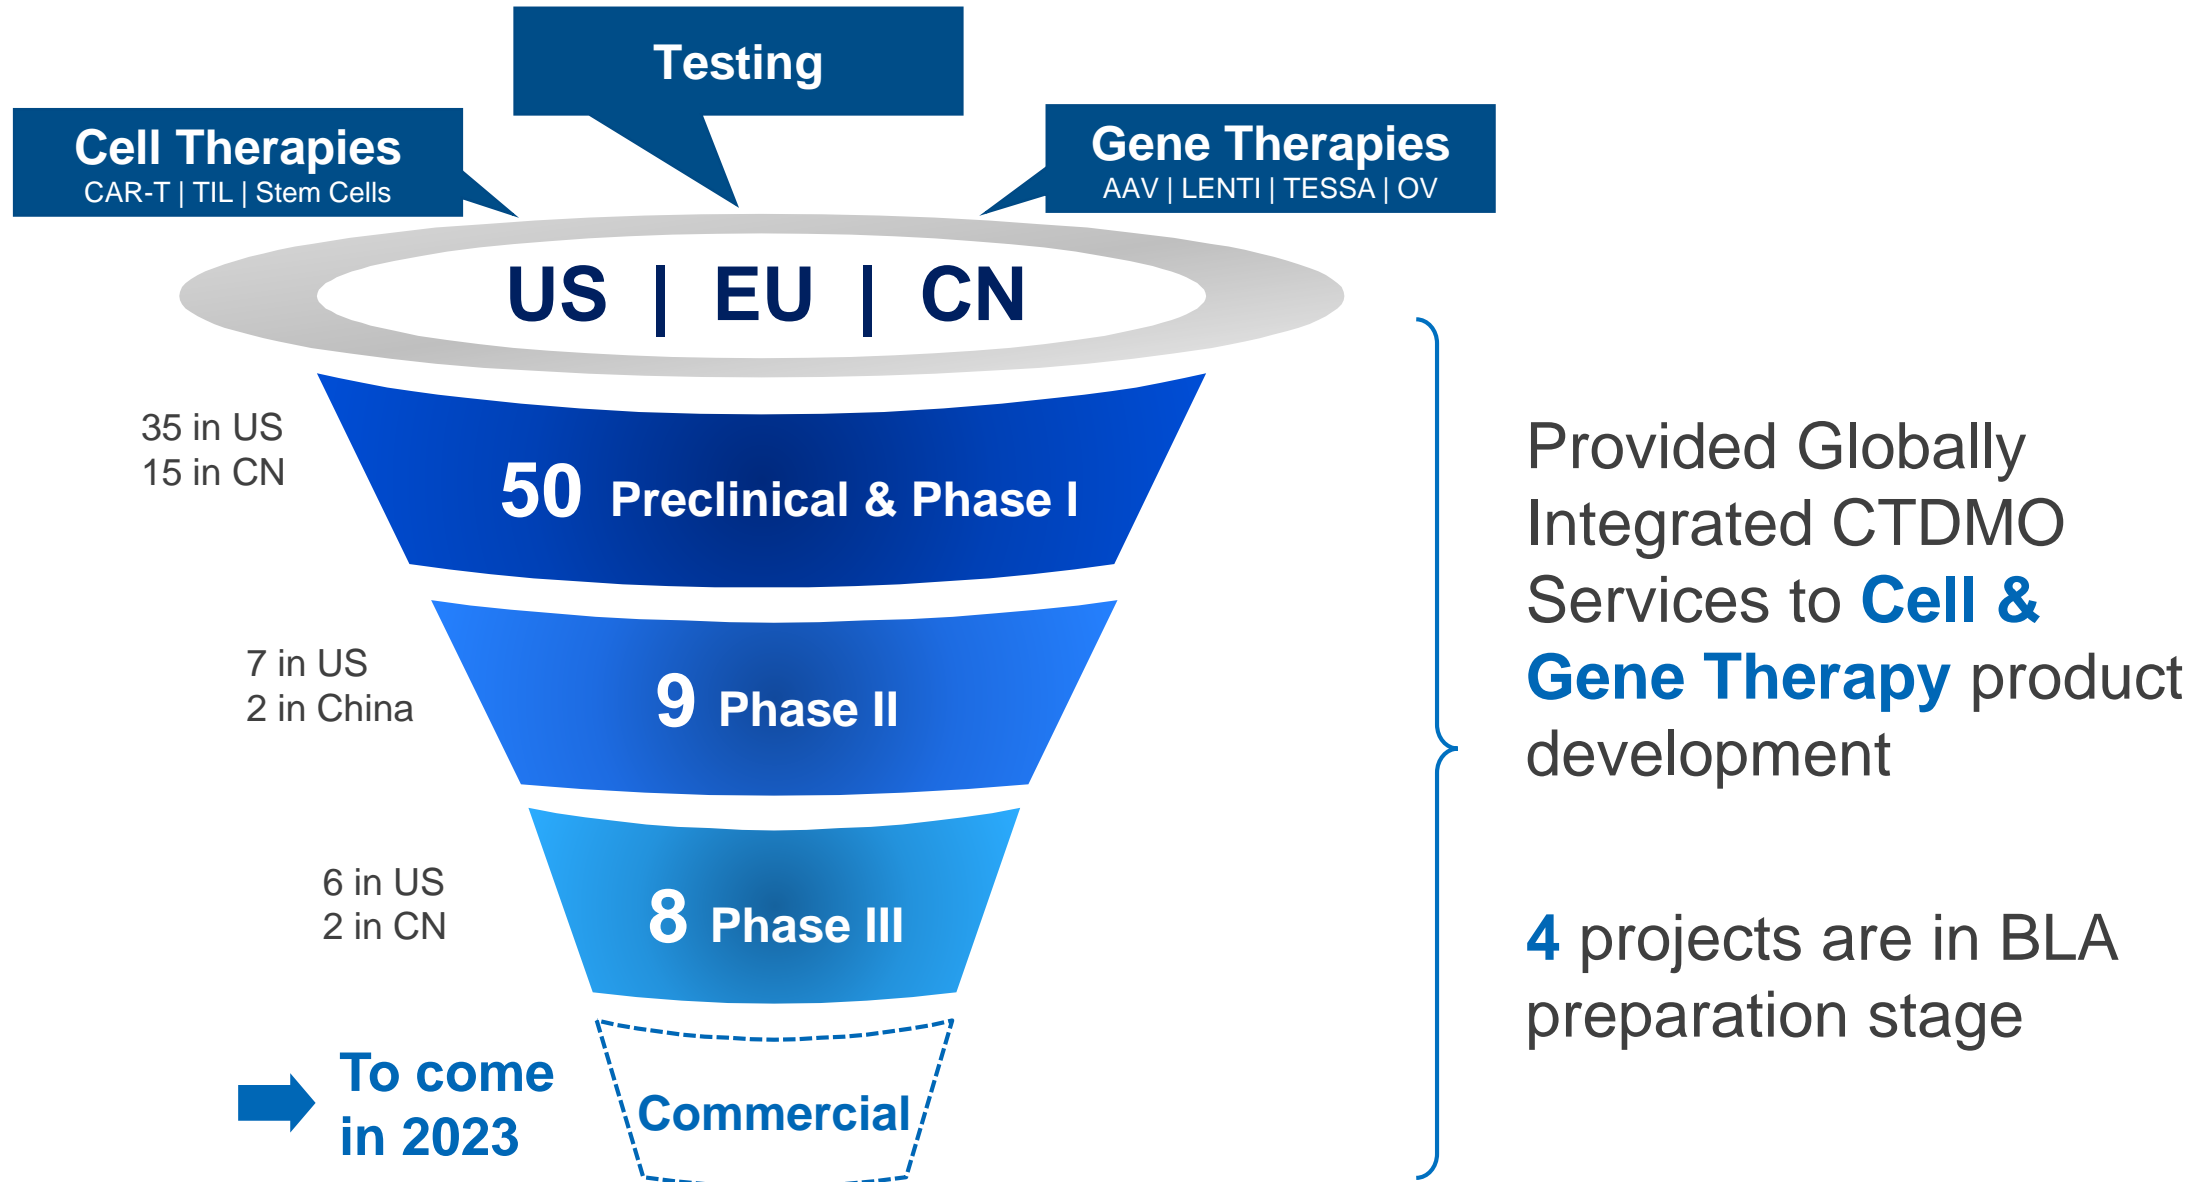 Testing
Cell Therapies
CAR-T | TIL | Stem Cells
Gene Therapies
AAV | LENTI | TESSA | OV
US | EU | CN
35 in US
15 in CN
50 Preclinical & Phase I
7 in US
2 in China
9 Phase II
6 in US
2 in CN
8 Phase III
To come
in 2023
Commercial
Provided Globally
Integrated CTDMO
Services to Cell &
Gene Therapy product
development
4 projects are in BLA
preparation stage